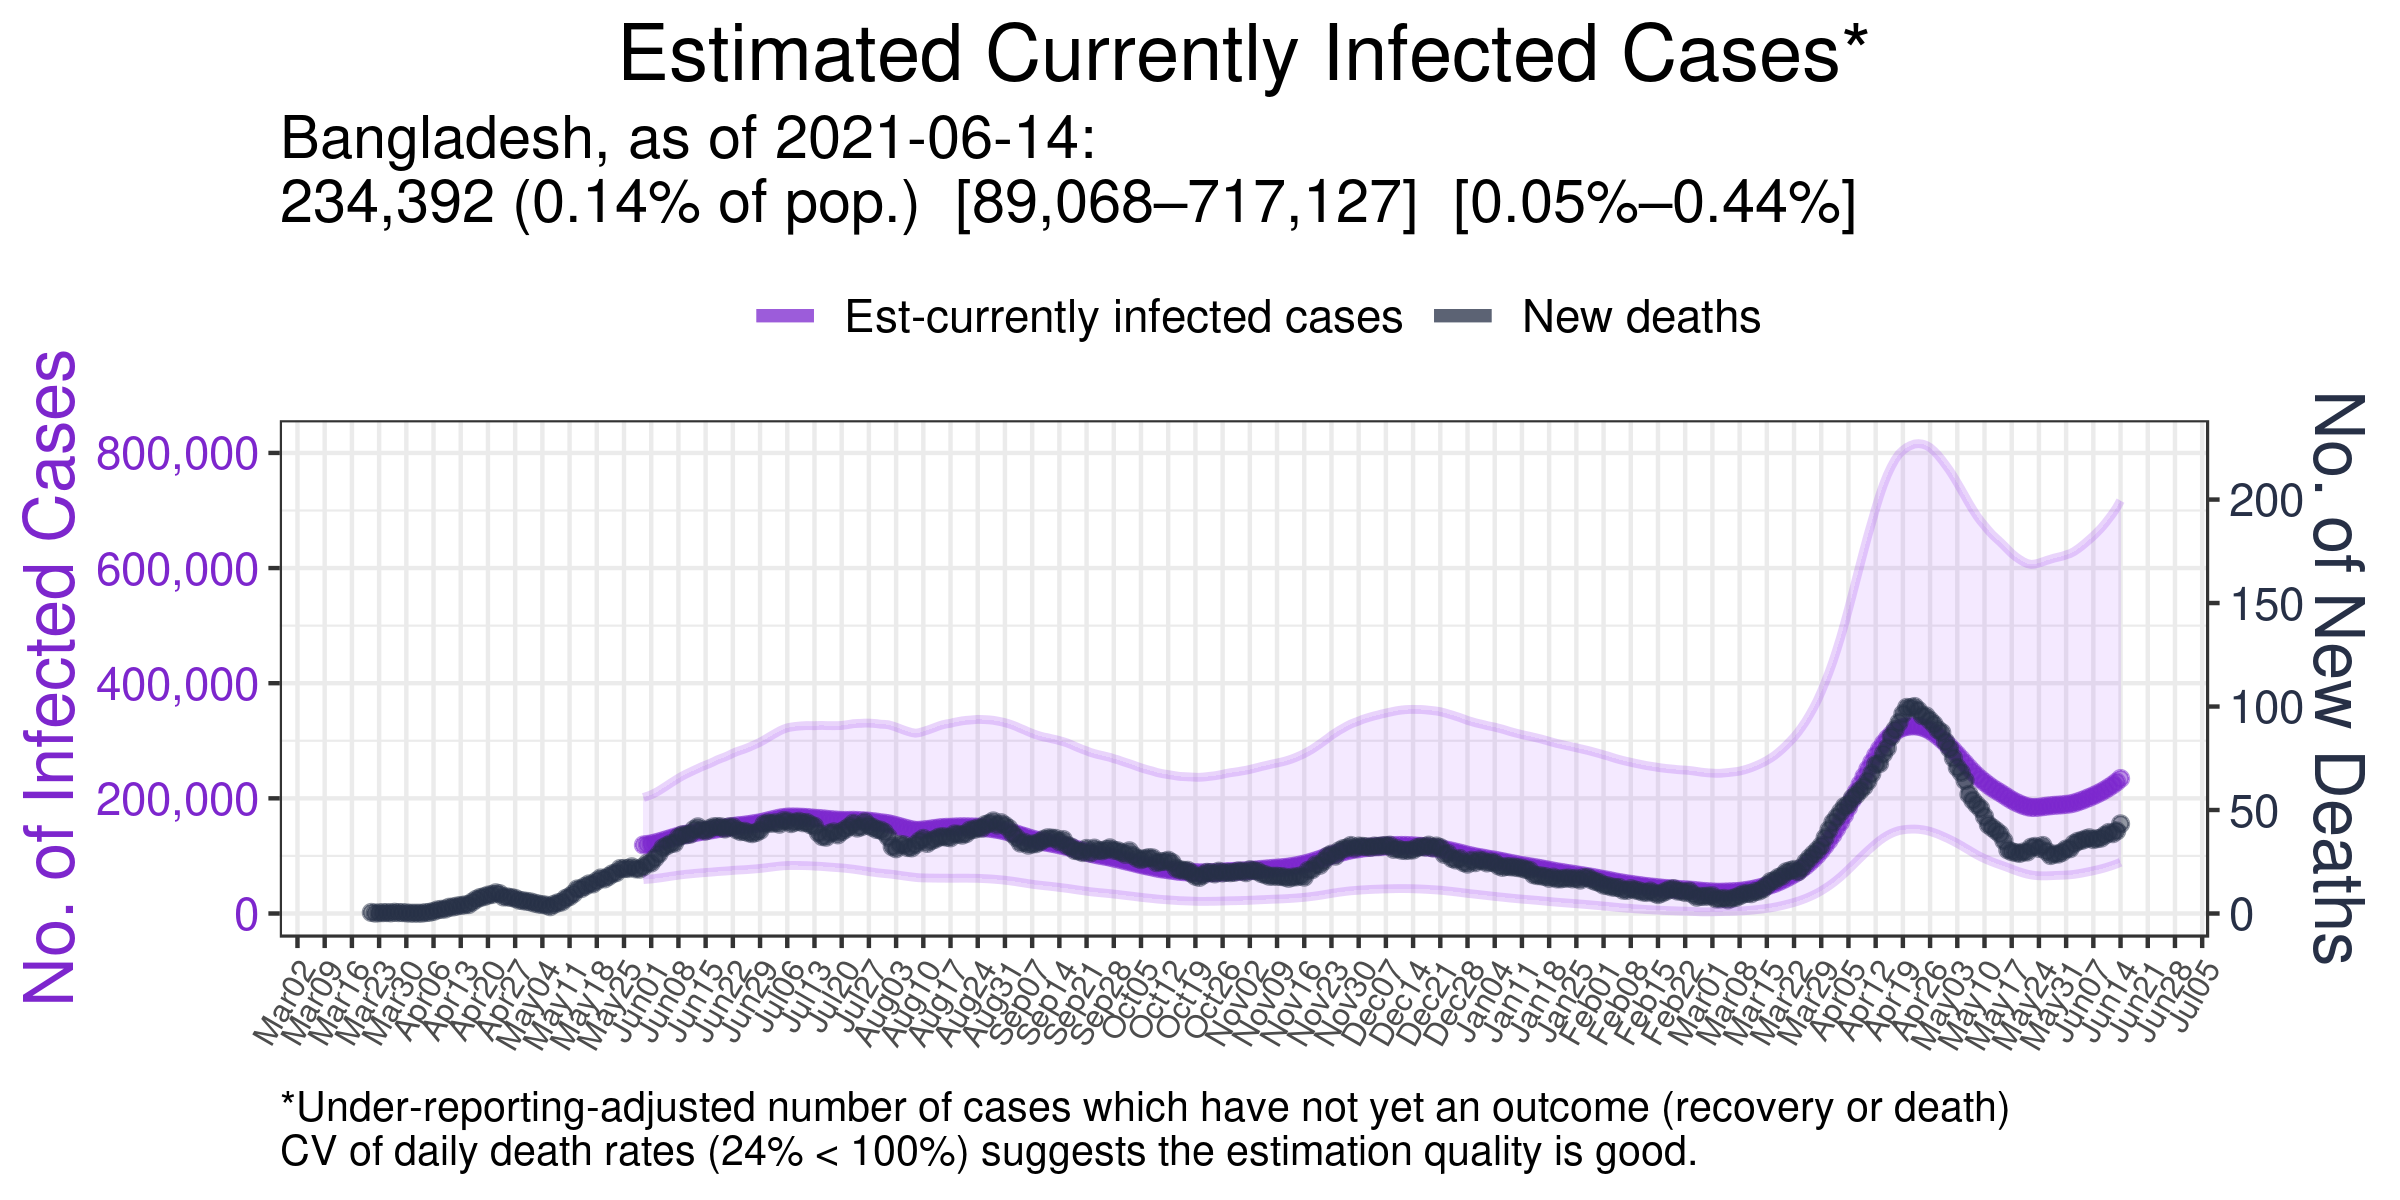 Estimated Currently Infected Cases*
Bangladesh, as of 2021-06-14:
234,392 (0.14% of pop.) [89,068–717,127] [0.05%–0.44%]
Est-currently infected cases New deaths
No. of Infected Cases
800,000
600,000
400,000
200,000
0
200
150
100
50
0
No. of New Deaths
Mar02 Mar09 Mar16 Mar23 Mar30 Apr06 Apr13 Apr20 Apr27 May04 May11 May18 May25 Jun01 Jun08 Jun15 Jun22 Jun29 Jul06 Jul13 Jul20 Jul27 Aug03 Aug10 Aug17 Aug24 Aug31 Sep07 Sep14 Sep21 Sep28 Oct05 Oct12 Oct19 Oct26 Nov02 Nov09 Nov16 Nov23 Nov30 Dec07 Dec14 Dec21 Dec28 Jan04 Jan11 Jan18 Jan25 Feb01 Feb08 Feb15 Feb22 Mar01 Mar08 Mar15 Mar22 Mar29 Apr05 Apr12 Apr19 Apr26 May03 May10 May17 May24 May31 Jun07 Jun14 Jun21 Jun28 Jul05
*Under-reporting-adjusted number of cases which have not yet an outcome (recovery or death)
CV of daily death rates (24% < 100%) suggests the estimation quality is good.